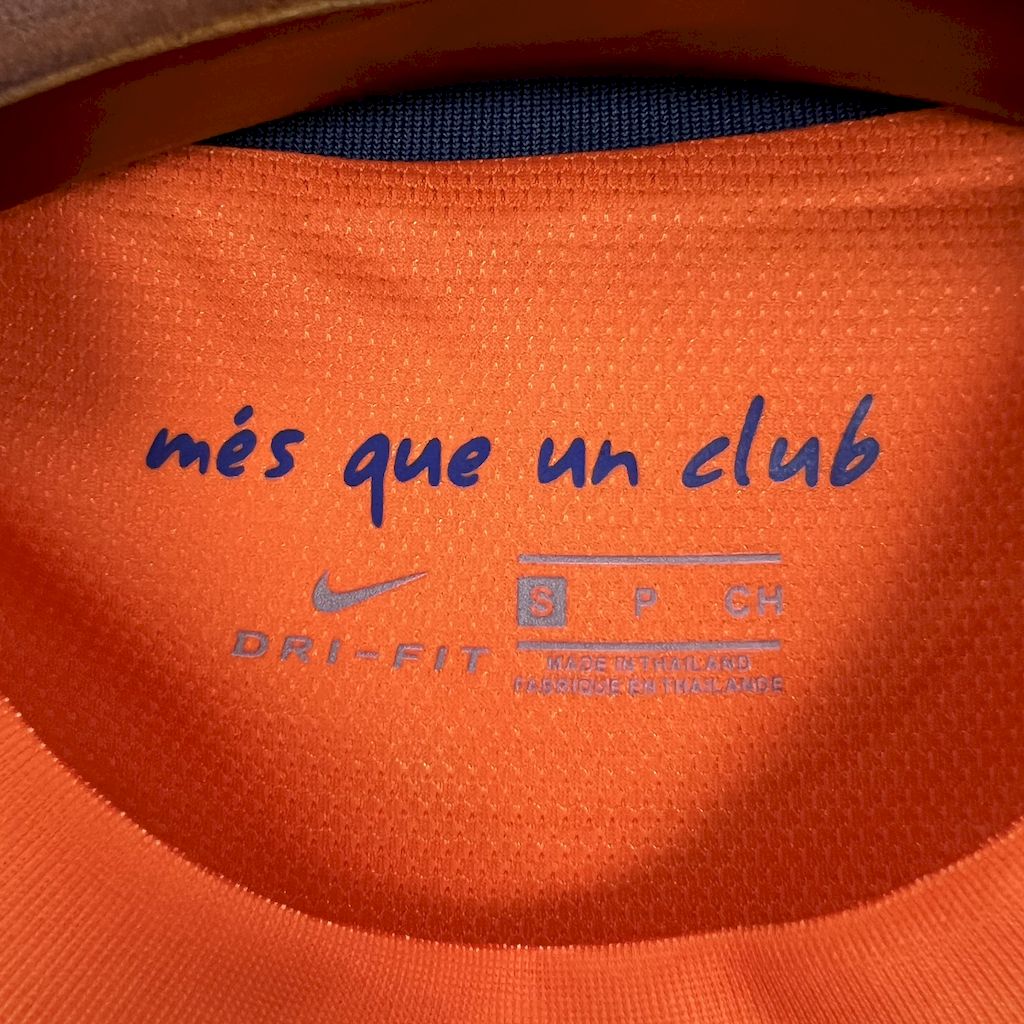 més que un club
DRI-FIT
S P CH
MADE IN THAILAND
FABRIQUE EN THAILANDE